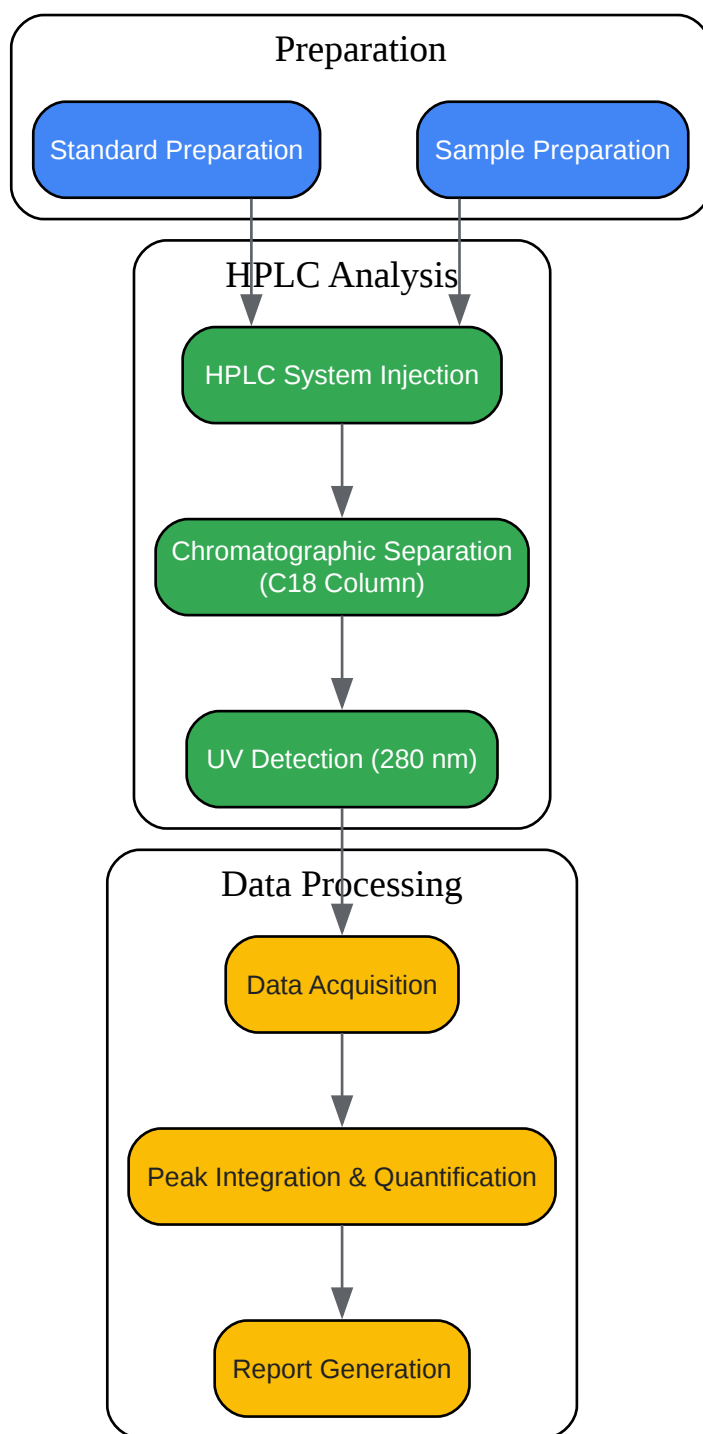 Preparation
Standard Preparation
Sample Preparation
HPLC Analysis
HPLC System Injection
Chromatographic Separation
(C18 Column)
UV Detection (280 nm)
Data Processing
Data Acquisition
Peak Integration & Quantification
Report Generation